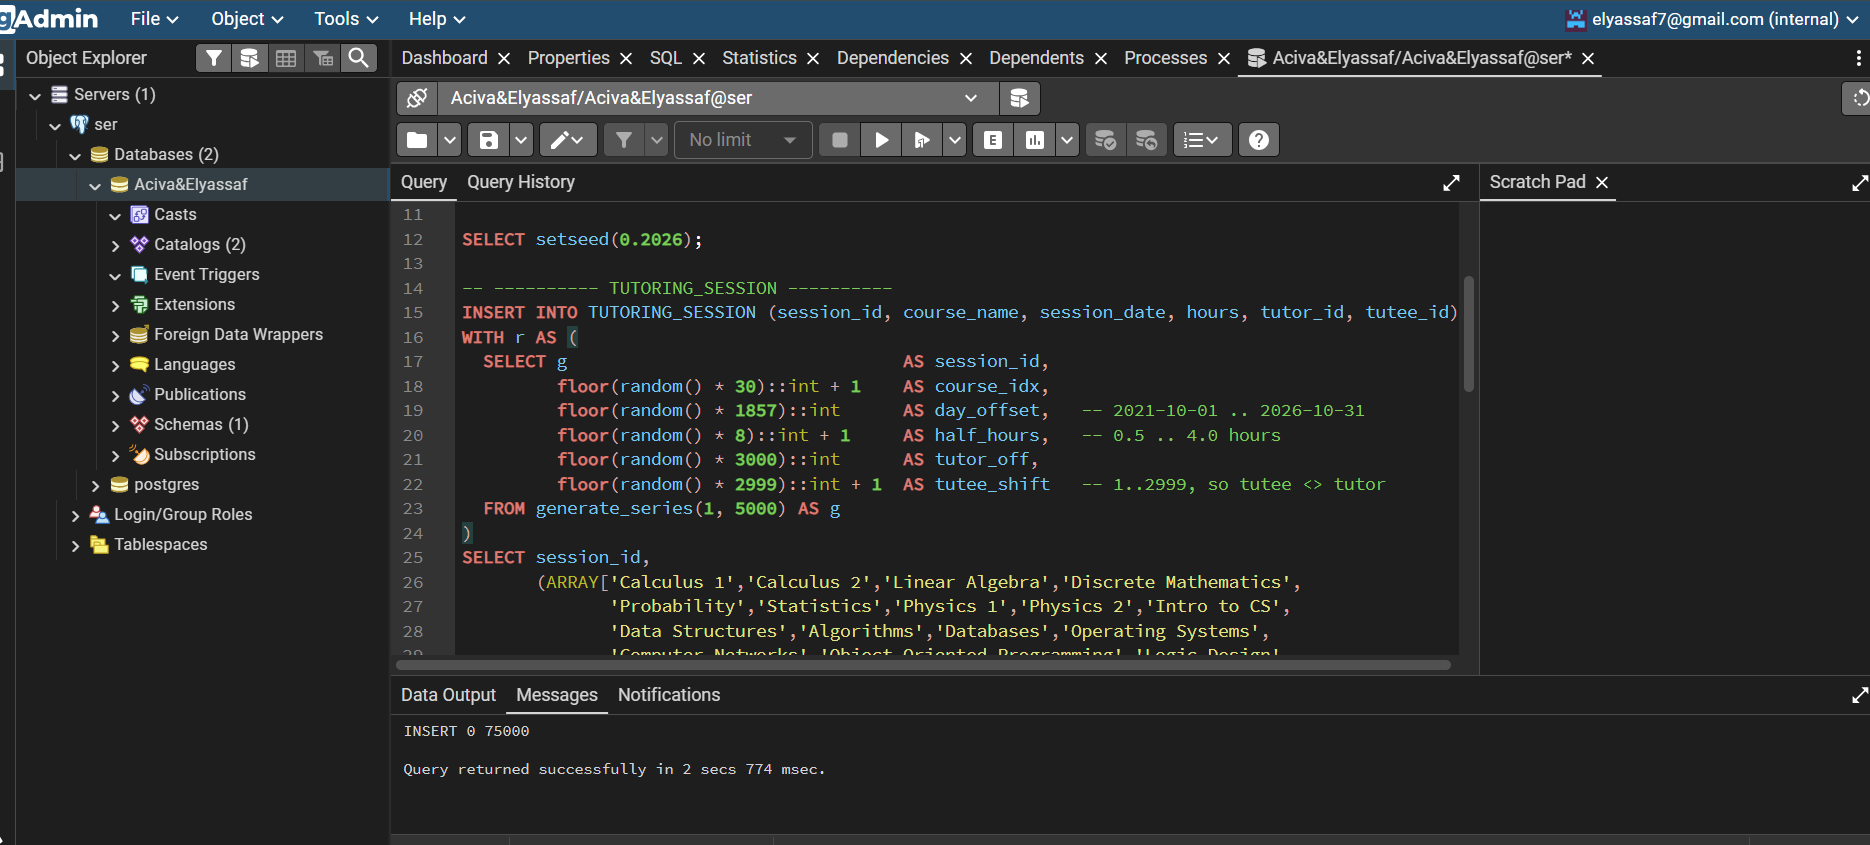 gAdmin File Object Tools Help elyassaf7@gmail.com (internal)
Object Explorer
Dashboard Properties SQL Statistics Dependencies Dependents Processes Aciva&Elyassaf/Aciva&Elyassaf@ser*
Servers (1)
ser
Databases (2)
Aciva&Elyassaf
Casts
Catalogs (2)
Event Triggers
Extensions
Foreign Data Wrappers
Languages
Publications
Schemas (1)
Subscriptions
postgres
Login/Group Roles
Tablespaces
Aciva&Elyassaf/Aciva&Elyassaf@ser
No limit
E
Query Query History
Scratch Pad
11
12 SELECT setseed(0.2026);
13
14 -- ---------- TUTORING_SESSION ----------
15 INSERT INTO TUTORING_SESSION (session_id, course_name, session_date, hours, tutor_id, tutee_id)
16 WITH r AS (
17 SELECT g AS session_id,
18 floor(random() * 30)::int + 1 AS course_idx,
19 floor(random() * 1857)::int AS day_offset, -- 2021-10-01 .. 2026-10-31
20 floor(random() * 8)::int + 1 AS half_hours, -- 0.5 .. 4.0 hours
21 floor(random() * 3000)::int AS tutor_off,
22 floor(random() * 2999)::int + 1 AS tutee_shift -- 1..2999, so tutee <> tutor
23 FROM generate_series(1, 5000) AS g
24 )
25 SELECT session_id,
26 (ARRAY['Calculus 1','Calculus 2','Linear Algebra','Discrete Mathematics',
27 'Probability','Statistics','Physics 1','Physics 2','Intro to CS',
28 'Data Structures','Algorithms','Databases','Operating Systems',
29 'Computer Networks','Object Oriented Programming','Logic Design'
Data Output Messages Notifications
INSERT 0 75000
Query returned successfully in 2 secs 774 msec.